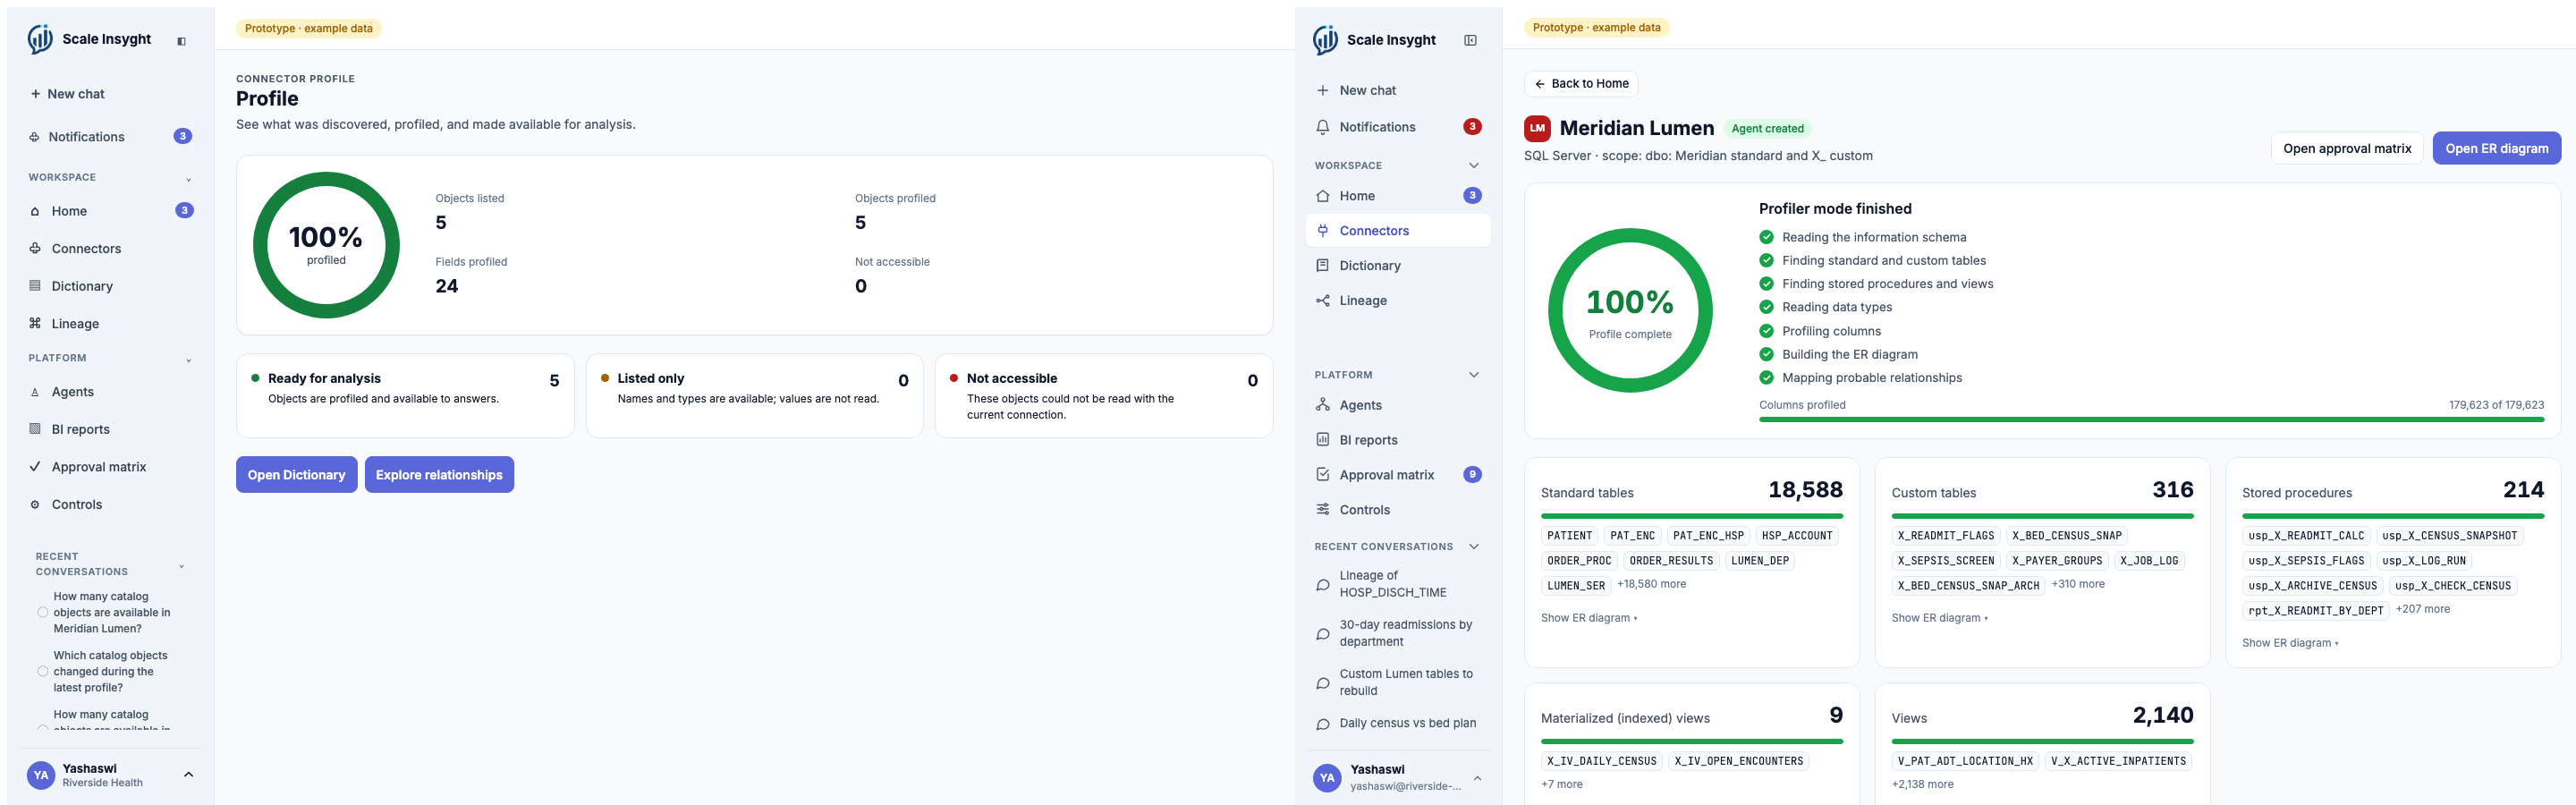 Scale Insyght
New chat
Notifications 3
WORKSPACE
Home 3
Connectors
Dictionary
Lineage
PLATFORM
Agents
BI reports
Approval matrix
Controls
RECENT
CONVERSATIONS
How many catalog
objects are available in
Meridian Lumen?
Which catalog objects
changed during the
latest profile?
How many catalog
objects are available in
YA
Yashaswi
Riverside Health
Prototype · example data
CONNECTOR PROFILE
Profile
See what was discovered, profiled, and made available for analysis.
100%
profiled
Objects listed
5
Objects profiled
5
Fields profiled
24
Not accessible
0
Ready for analysis 5
Objects are profiled and available to answers.
Listed only 0
Names and types are available; values are not read.
Not accessible 0
These objects could not be read with the
current connection.
Open Dictionary
Explore relationships
Scale Insyght
New chat
Notifications 3
WORKSPACE
Home 3
Connectors
Dictionary
Lineage
PLATFORM
Agents
BI reports
Approval matrix 9
Controls
RECENT CONVERSATIONS
Lineage of
HOSP_DISCH_TIME
30-day readmissions by
department
Custom Lumen tables to
rebuild
Daily census vs bed plan
YA
Yashaswi
yashaswi@riverside-...
Prototype · example data
← Back to Home
LM Meridian Lumen Agent created
SQL Server · scope: dbo: Meridian standard and X_ custom
Open approval matrix
Open ER diagram
100%
Profile complete
Profiler mode finished
Reading the information schema
Finding standard and custom tables
Finding stored procedures and views
Reading data types
Profiling columns
Building the ER diagram
Mapping probable relationships
Columns profiled 179,623 of 179,623
Standard tables 18,588
PATIENT PAT_ENC PAT_ENC_HSP HSP_ACCOUNT
ORDER_PROC ORDER_RESULTS LUMEN_DEP
LUMEN_SER +18,580 more
Show ER diagram
Custom tables 316
X_READMIT_FLAGS X_BED_CENSUS_SNAP
X_SEPSIS_SCREEN X_PAYER_GROUPS X_JOB_LOG
X_BED_CENSUS_SNAP_ARCH +310 more
Show ER diagram
Stored procedures 214
usp_X_READMIT_CALC usp_X_CENSUS_SNAPSHOT
usp_X_SEPSIS_FLAGS usp_X_LOG_RUN
usp_X_ARCHIVE_CENSUS usp_X_CHECK_CENSUS
rpt_X_READMIT_BY_DEPT +207 more
Show ER diagram
Materialized (indexed) views 9
X_IV_DAILY_CENSUS X_IV_OPEN_ENCOUNTERS
+7 more
Views 2,140
V_PAT_ADT_LOCATION_HX V_X_ACTIVE_INPATIENTS
+2,138 more